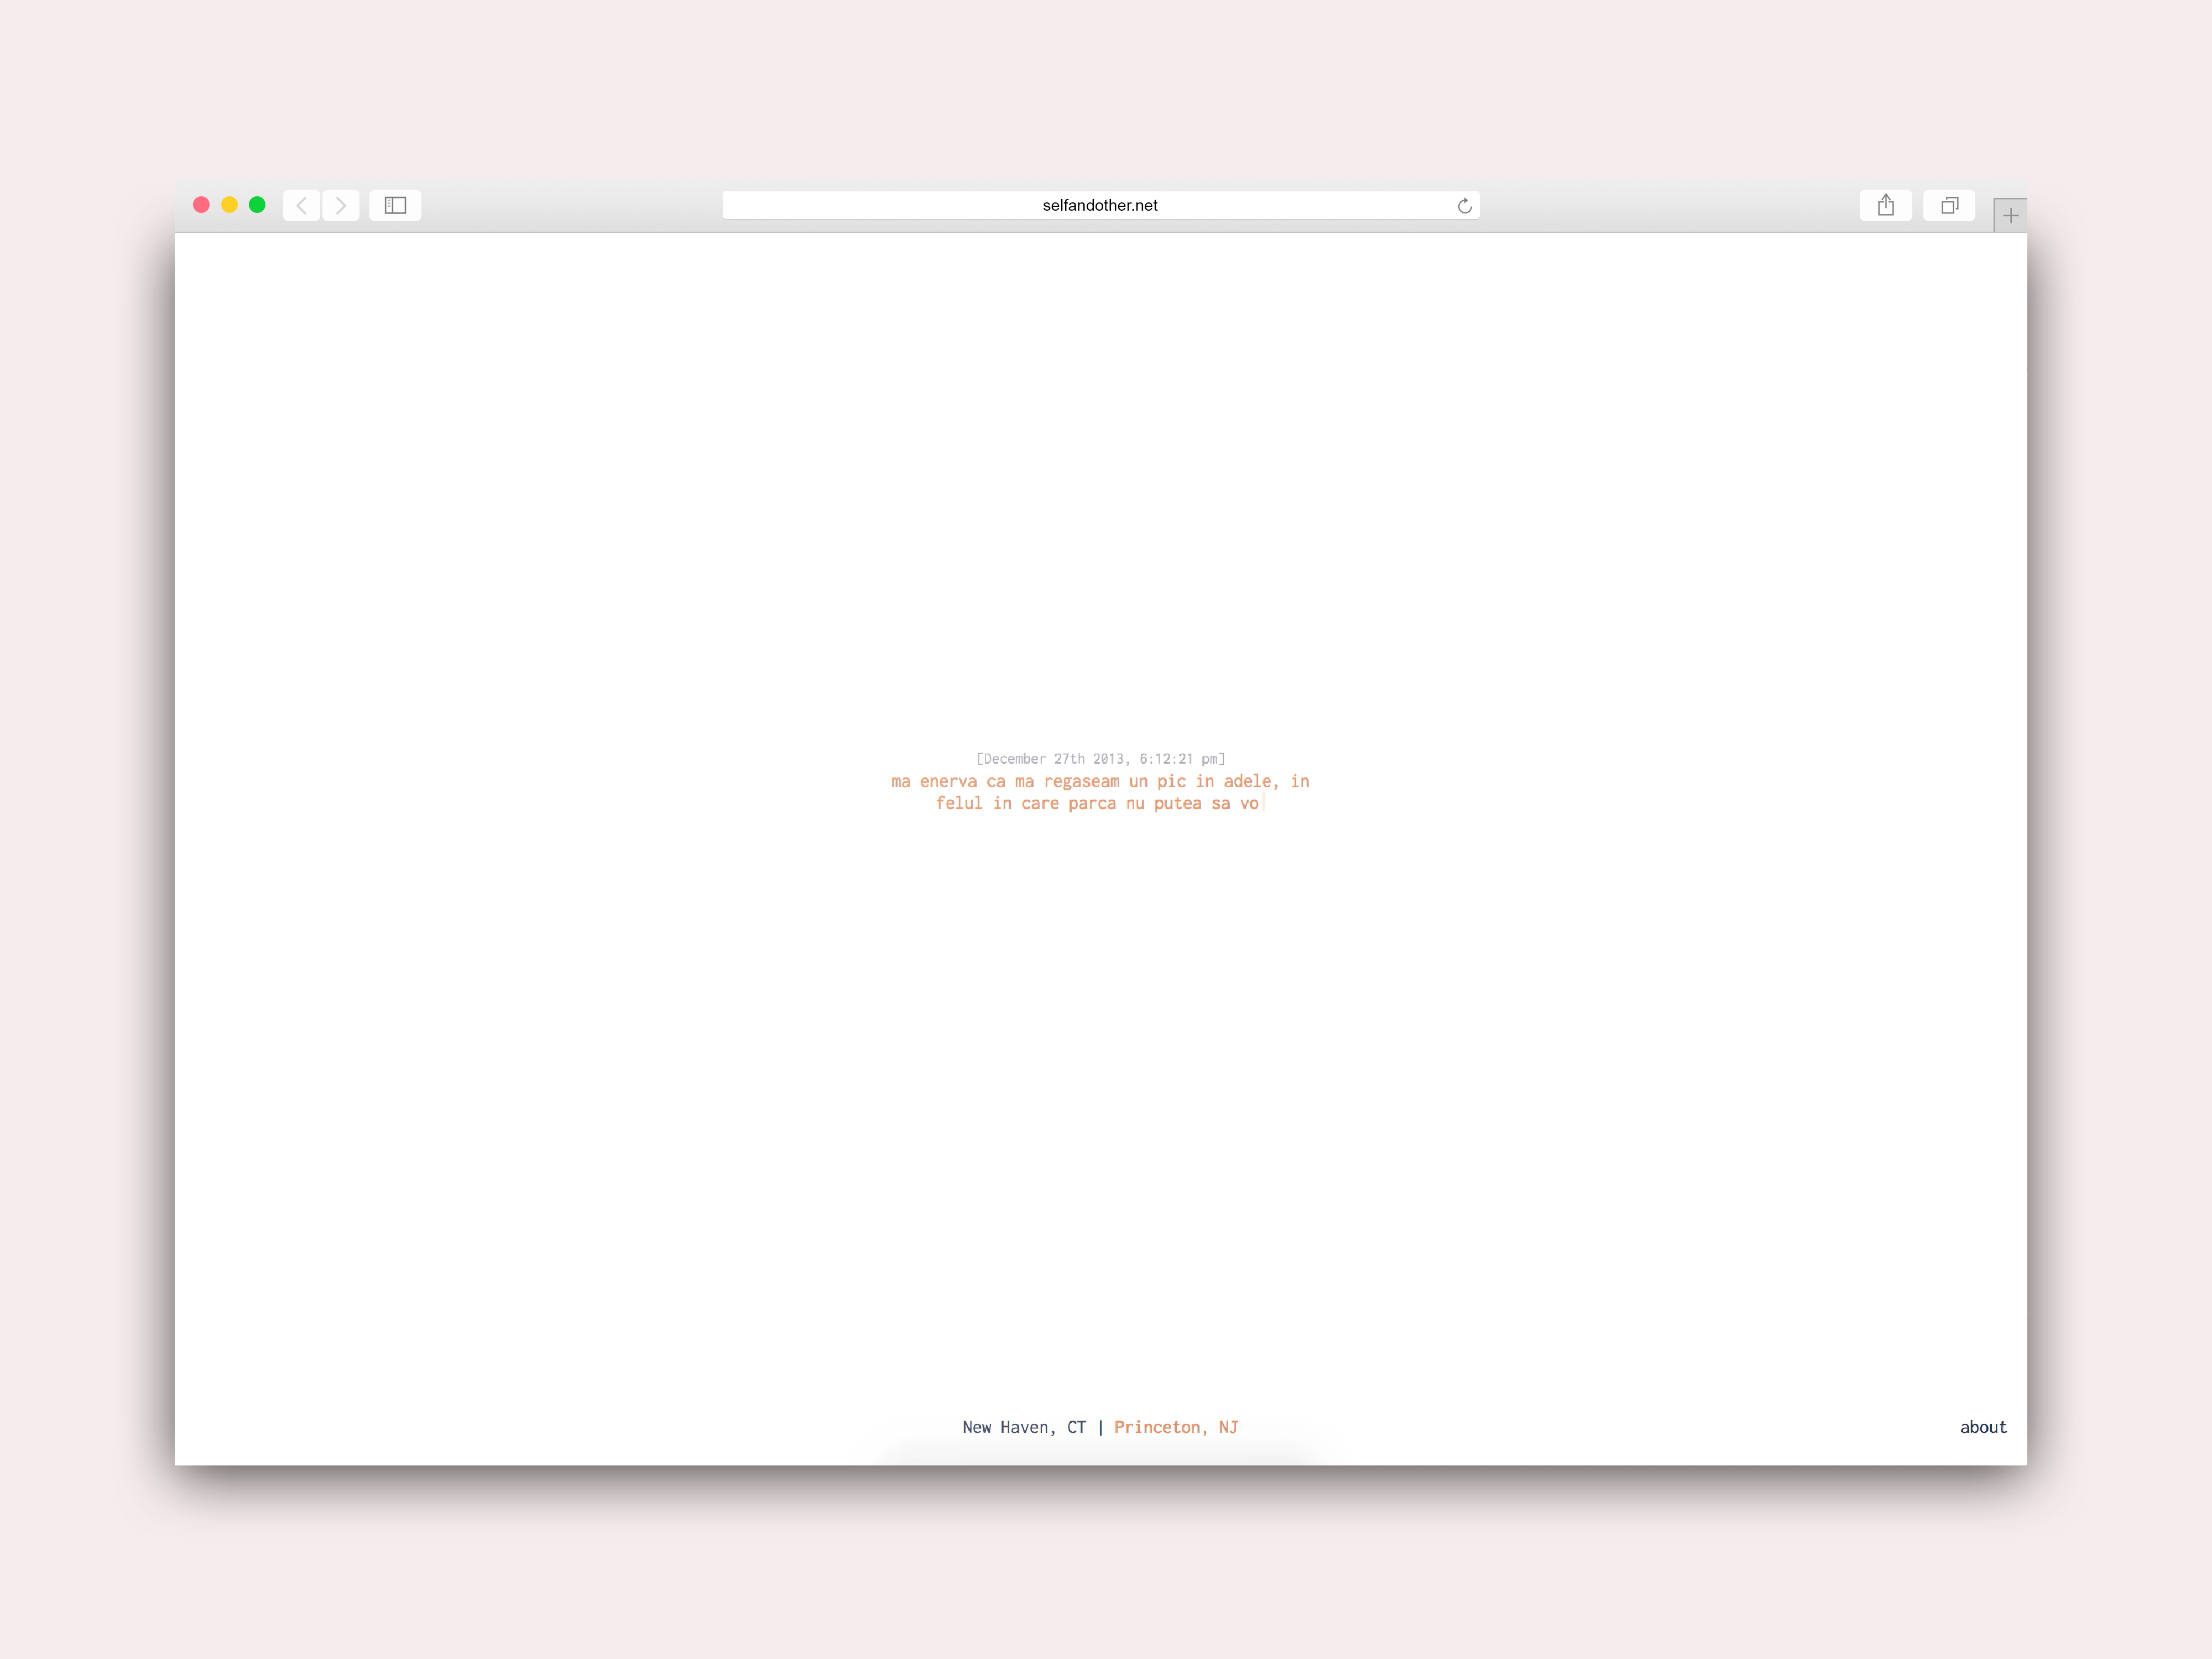 selfandother.net
[December 27th 2013, 6:12:21 pm]
ma enerva ca ma regaseam un pic in adele, in
felul in care parca nu putea sa vo
New Haven, CT | Princeton, NJ
about